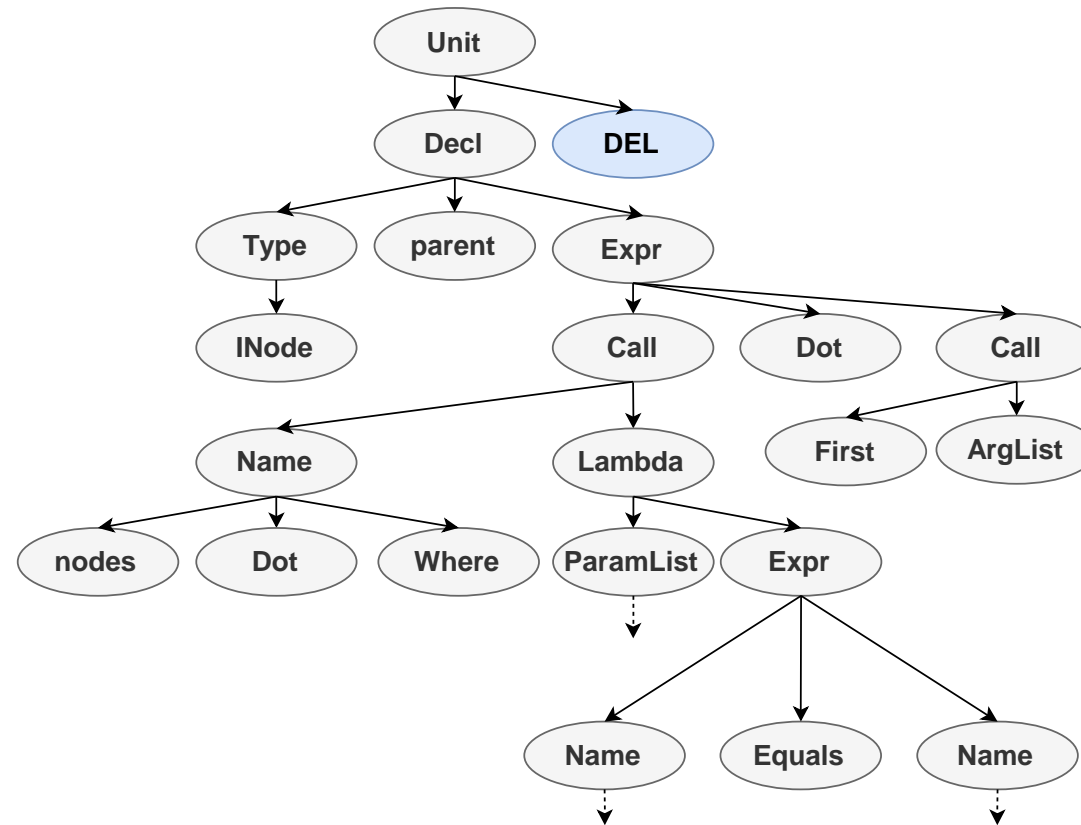 Unit
Decl DEL
Type parent Expr
INode Call Dot Call
Name Lambda First ArgList
nodes Dot Where ParamList Expr
Name Equals Name